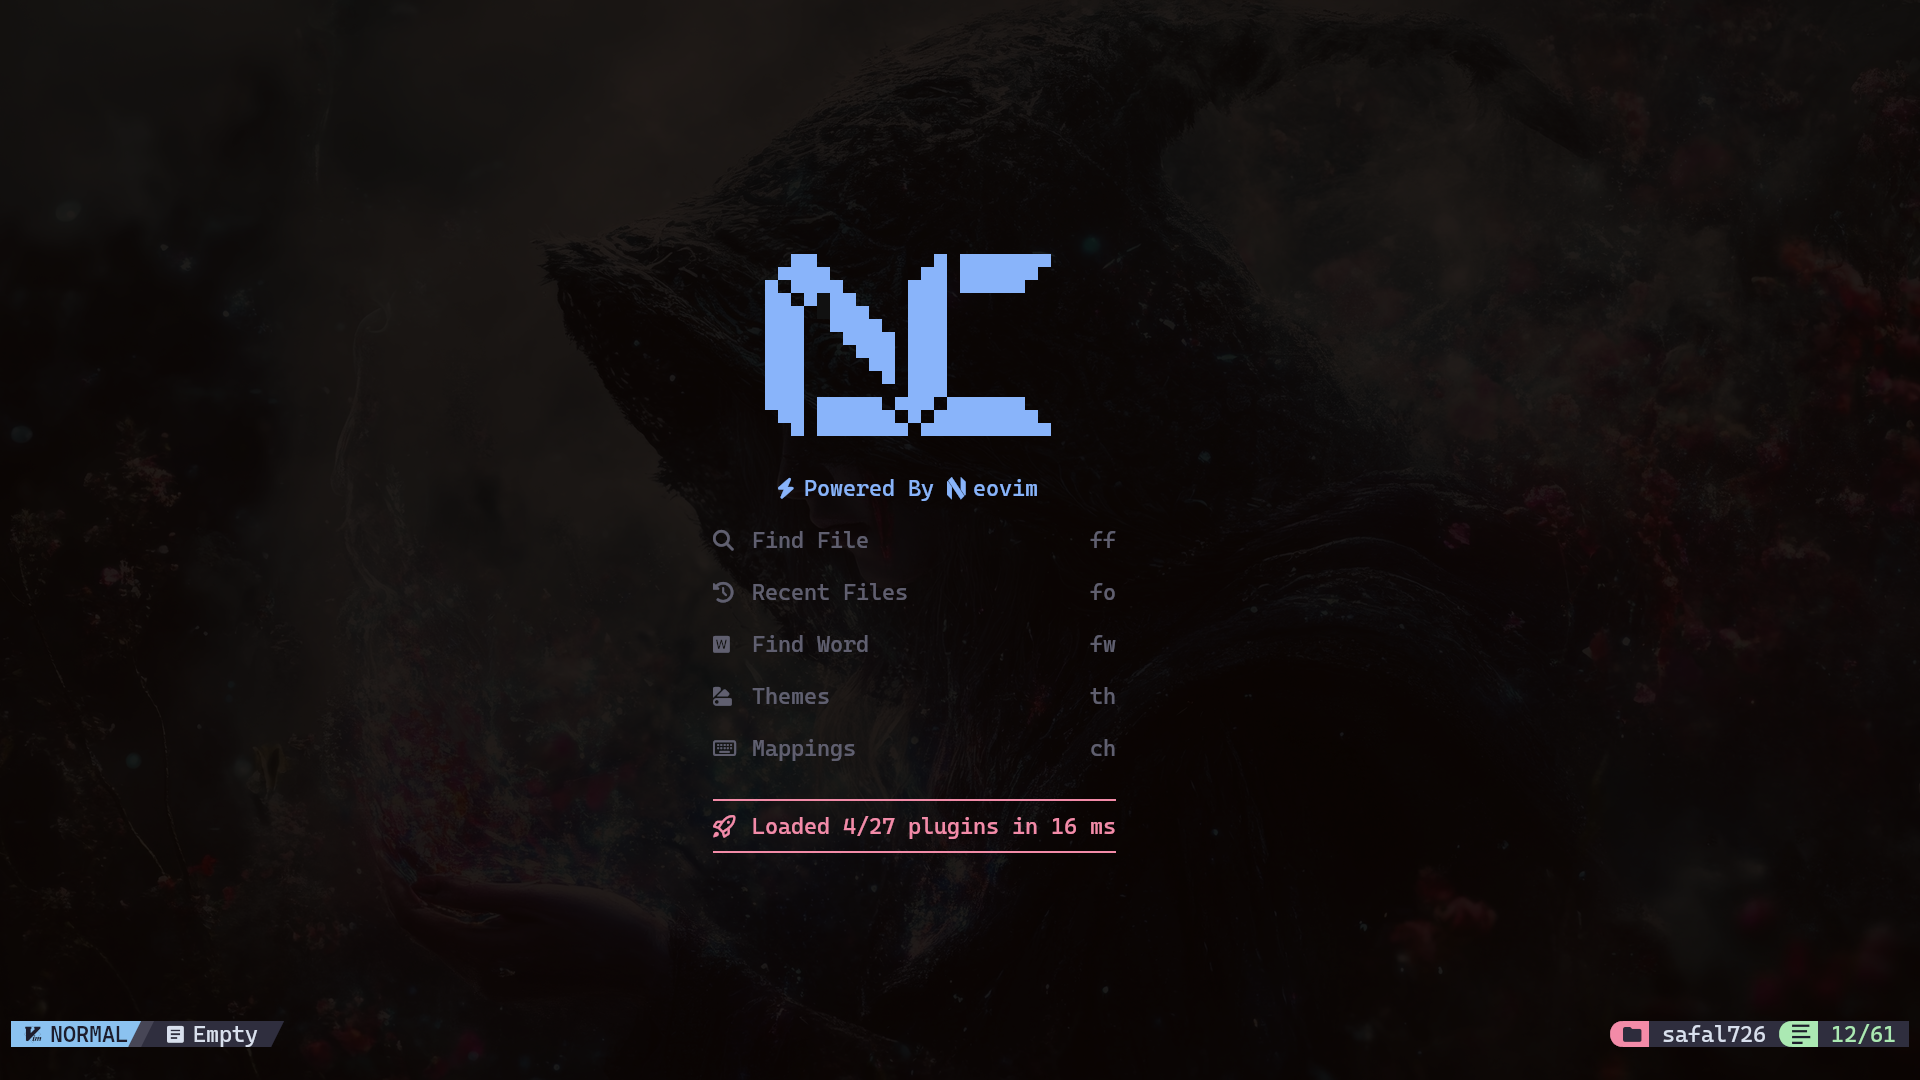 Powered By eovim
Find File ff
Recent Files fo
Find Word fw
Themes th
Mappings ch
Loaded 4/27 plugins in 16 ms
NORMAL Empty safal726 12/61